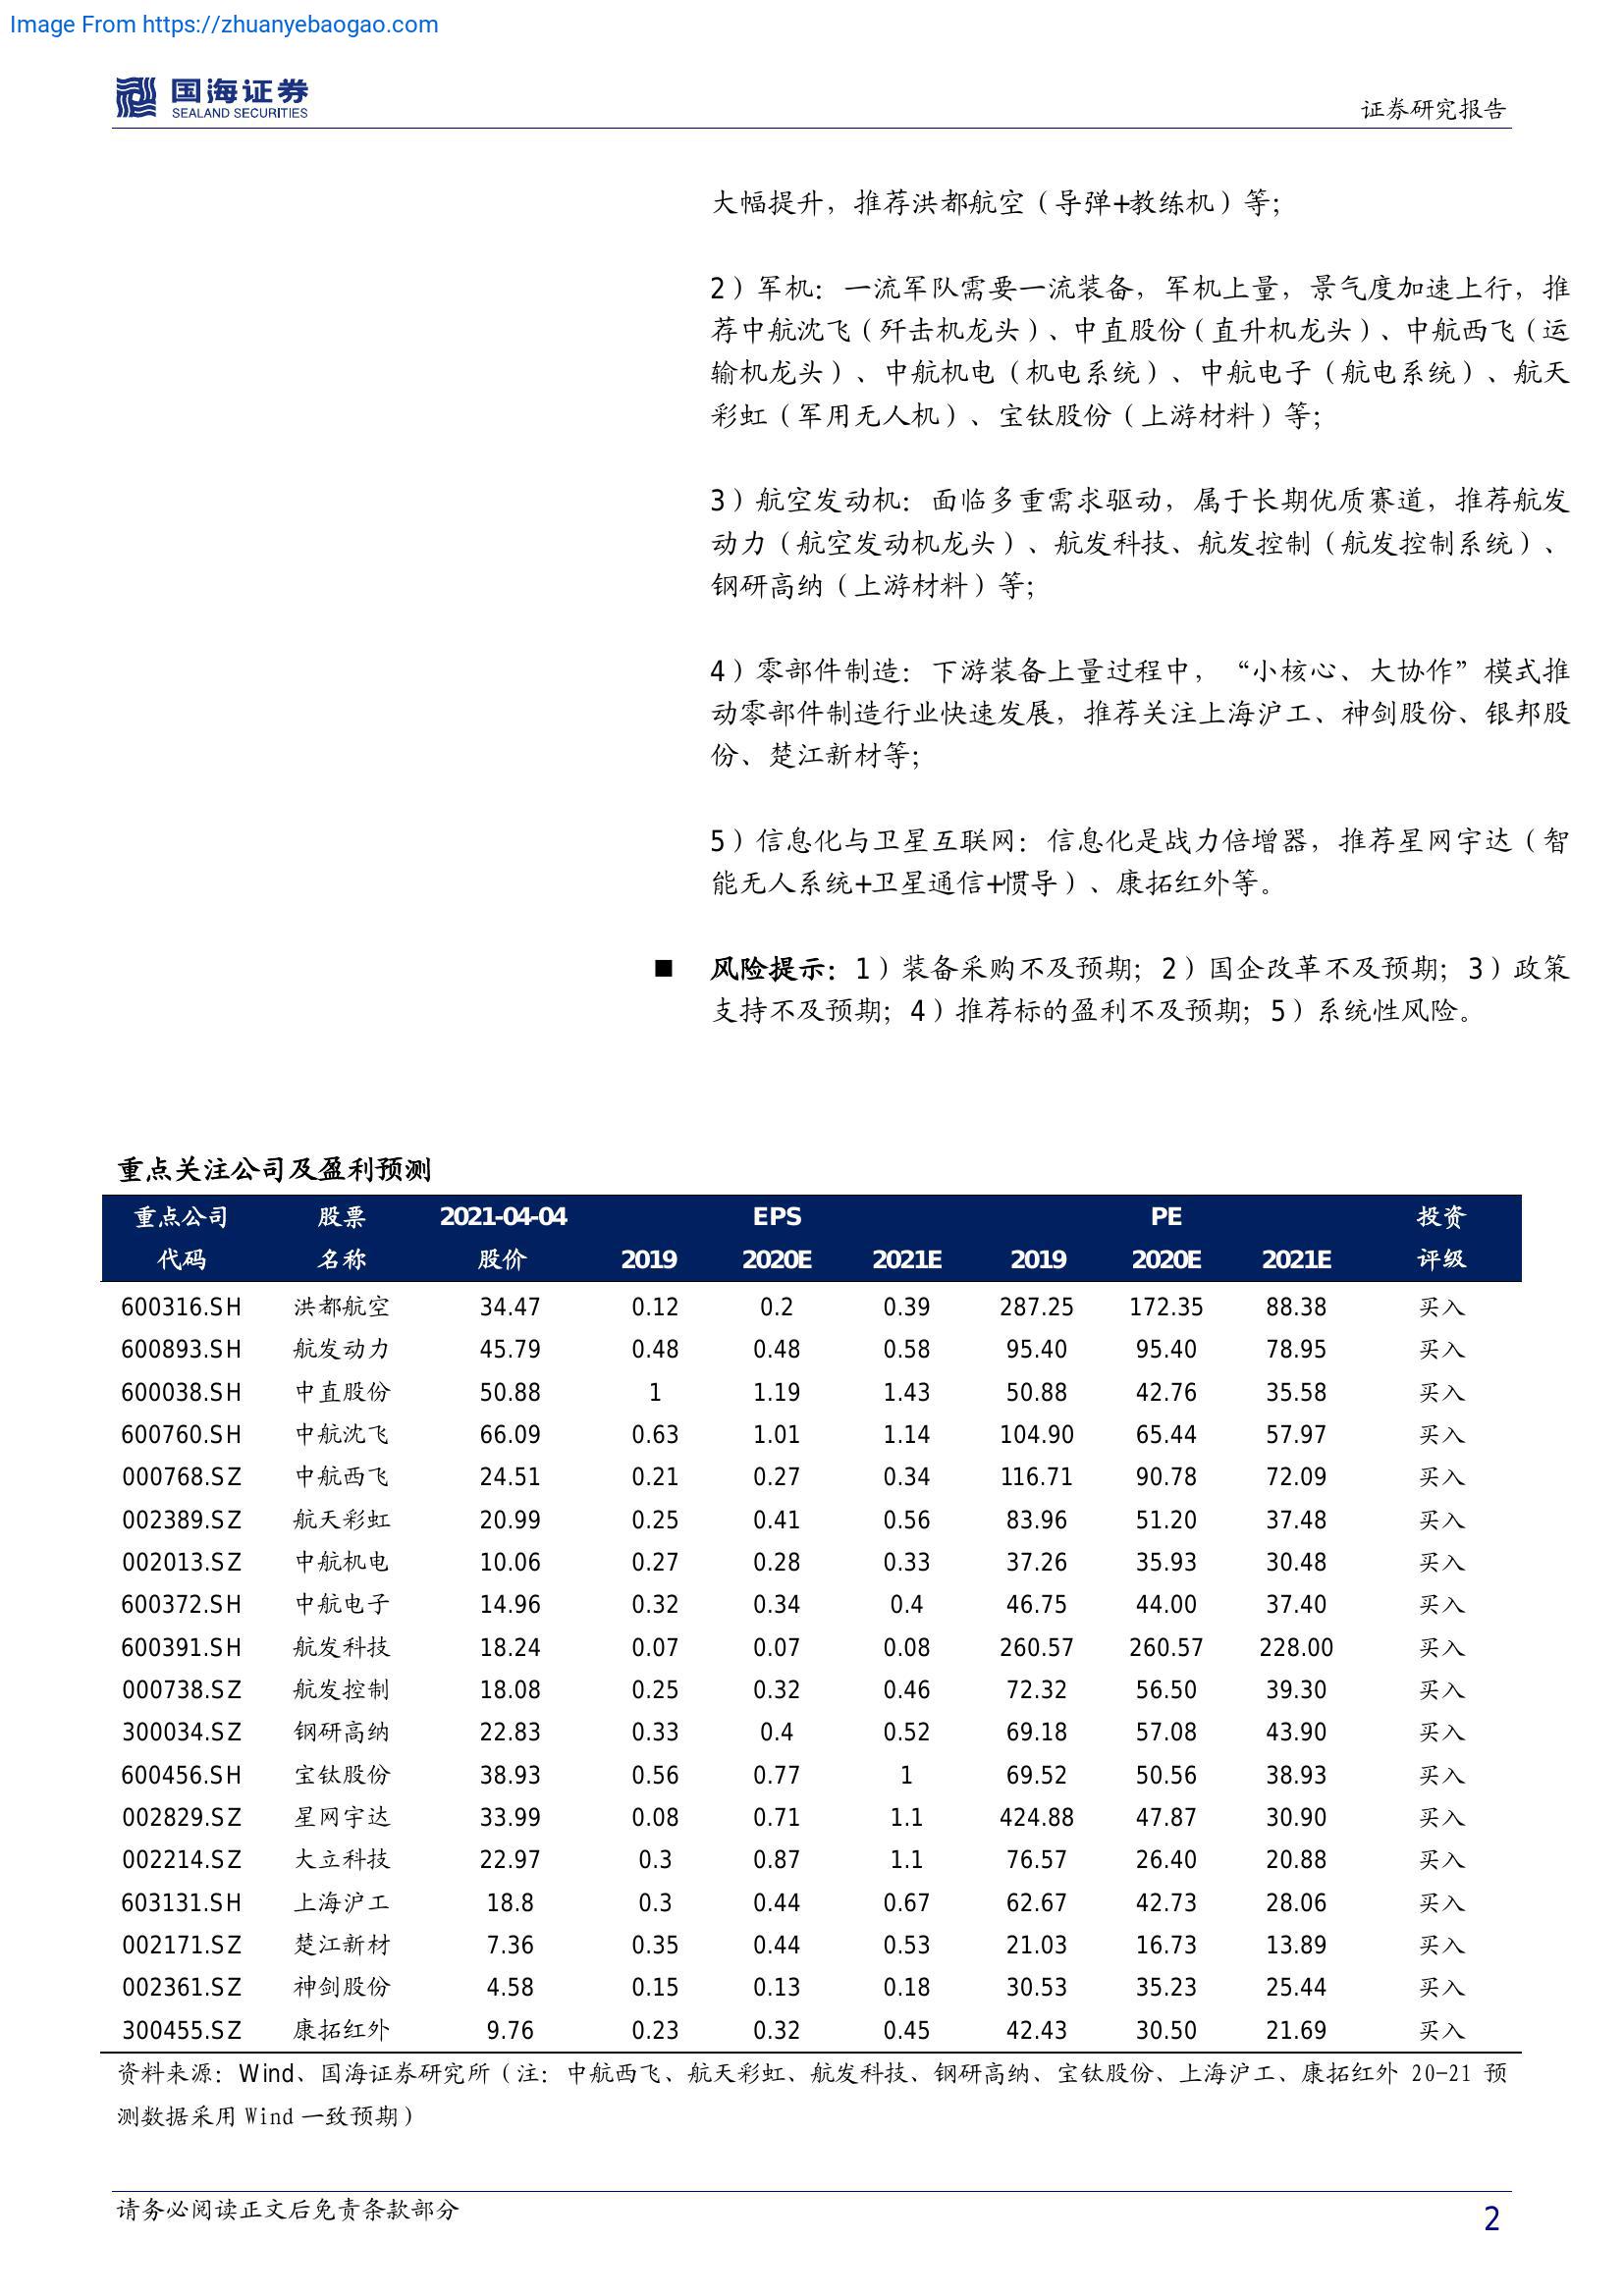 Image From https://zhuanyebaogao.com
国海证券
SEALAND SECURITIES
证券研究报告
大幅提升，推荐洪都航空（导弹+教练机）等；
2）军机：一流军队需要一流装备，军机上量，景气度加速上行，推
荐中航沈飞（歼击机龙头）、中直股份（直升机龙头）、中航西飞（运
输机龙头）、中航机电（机电系统）、中航电子（航电系统）、航天
彩虹（军用无人机）、宝钛股份（上游材料）等；
3）航空发动机：面临多重需求驱动，属于长期优质赛道，推荐航发
动力（航空发动机龙头）、航发科技、航发控制（航发控制系统）、
钢研高纳（上游材料）等；
4）零部件制造：下游装备上量过程中，“小核心、大协作”模式推
动零部件制造行业快速发展，推荐关注上海沪工、神剑股份、银邦股
份、楚江新材等；
5）信息化与卫星互联网：信息化是战力倍增器，推荐星网宇达（智
能无人系统+卫星通信+惯导）、康拓红外等。
■ 风险提示：1）装备采购不及预期；2）国企改革不及预期；3）政策
支持不及预期；4）推荐标的盈利不及预期；5）系统性风险。
重点关注公司及盈利预测
重点公司 股票 2021-04-04 EPS PE 投资
代码 名称 股价 2019 2020E 2021E 2019 2020E 2021E 评级
600316.SH 洪都航空 34.47 0.12 0.2 0.39 287.25 172.35 88.38 买入
600893.SH 航发动力 45.79 0.48 0.48 0.58 95.40 95.40 78.95 买入
600038.SH 中直股份 50.88 1 1.19 1.43 50.88 42.76 35.58 买入
600760.SH 中航沈飞 66.09 0.63 1.01 1.14 104.90 65.44 57.97 买入
000768.SZ 中航西飞 24.51 0.21 0.27 0.34 116.71 90.78 72.09 买入
002389.SZ 航天彩虹 20.99 0.25 0.41 0.56 83.96 51.20 37.48 买入
002013.SZ 中航机电 10.06 0.27 0.28 0.33 37.26 35.93 30.48 买入
600372.SH 中航电子 14.96 0.32 0.34 0.4 46.75 44.00 37.40 买入
600391.SH 航发科技 18.24 0.07 0.07 0.08 260.57 260.57 228.00 买入
000738.SZ 航发控制 18.08 0.25 0.32 0.46 72.32 56.50 39.30 买入
300034.SZ 钢研高纳 22.83 0.33 0.4 0.52 69.18 57.08 43.90 买入
600456.SH 宝钛股份 38.93 0.56 0.77 1 69.52 50.56 38.93 买入
002829.SZ 星网宇达 33.99 0.08 0.71 1.1 424.88 47.87 30.90 买入
002214.SZ 大立科技 22.97 0.3 0.87 1.1 76.57 26.40 20.88 买入
603131.SH 上海沪工 18.8 0.3 0.44 0.67 62.67 42.73 28.06 买入
002171.SZ 楚江新材 7.36 0.35 0.44 0.53 21.03 16.73 13.89 买入
002361.SZ 神剑股份 4.58 0.15 0.13 0.18 30.53 35.23 25.44 买入
300455.SZ 康拓红外 9.76 0.23 0.32 0.45 42.43 30.50 21.69 买入
资料来源：Wind、国海证券研究所（注：中航西飞、航天彩虹、航发科技、钢研高纳、宝钛股份、上海沪工、康拓红外 20-21 预
测数据采用 Wind 一致预期）
请务必阅读正文后免责条款部分
2